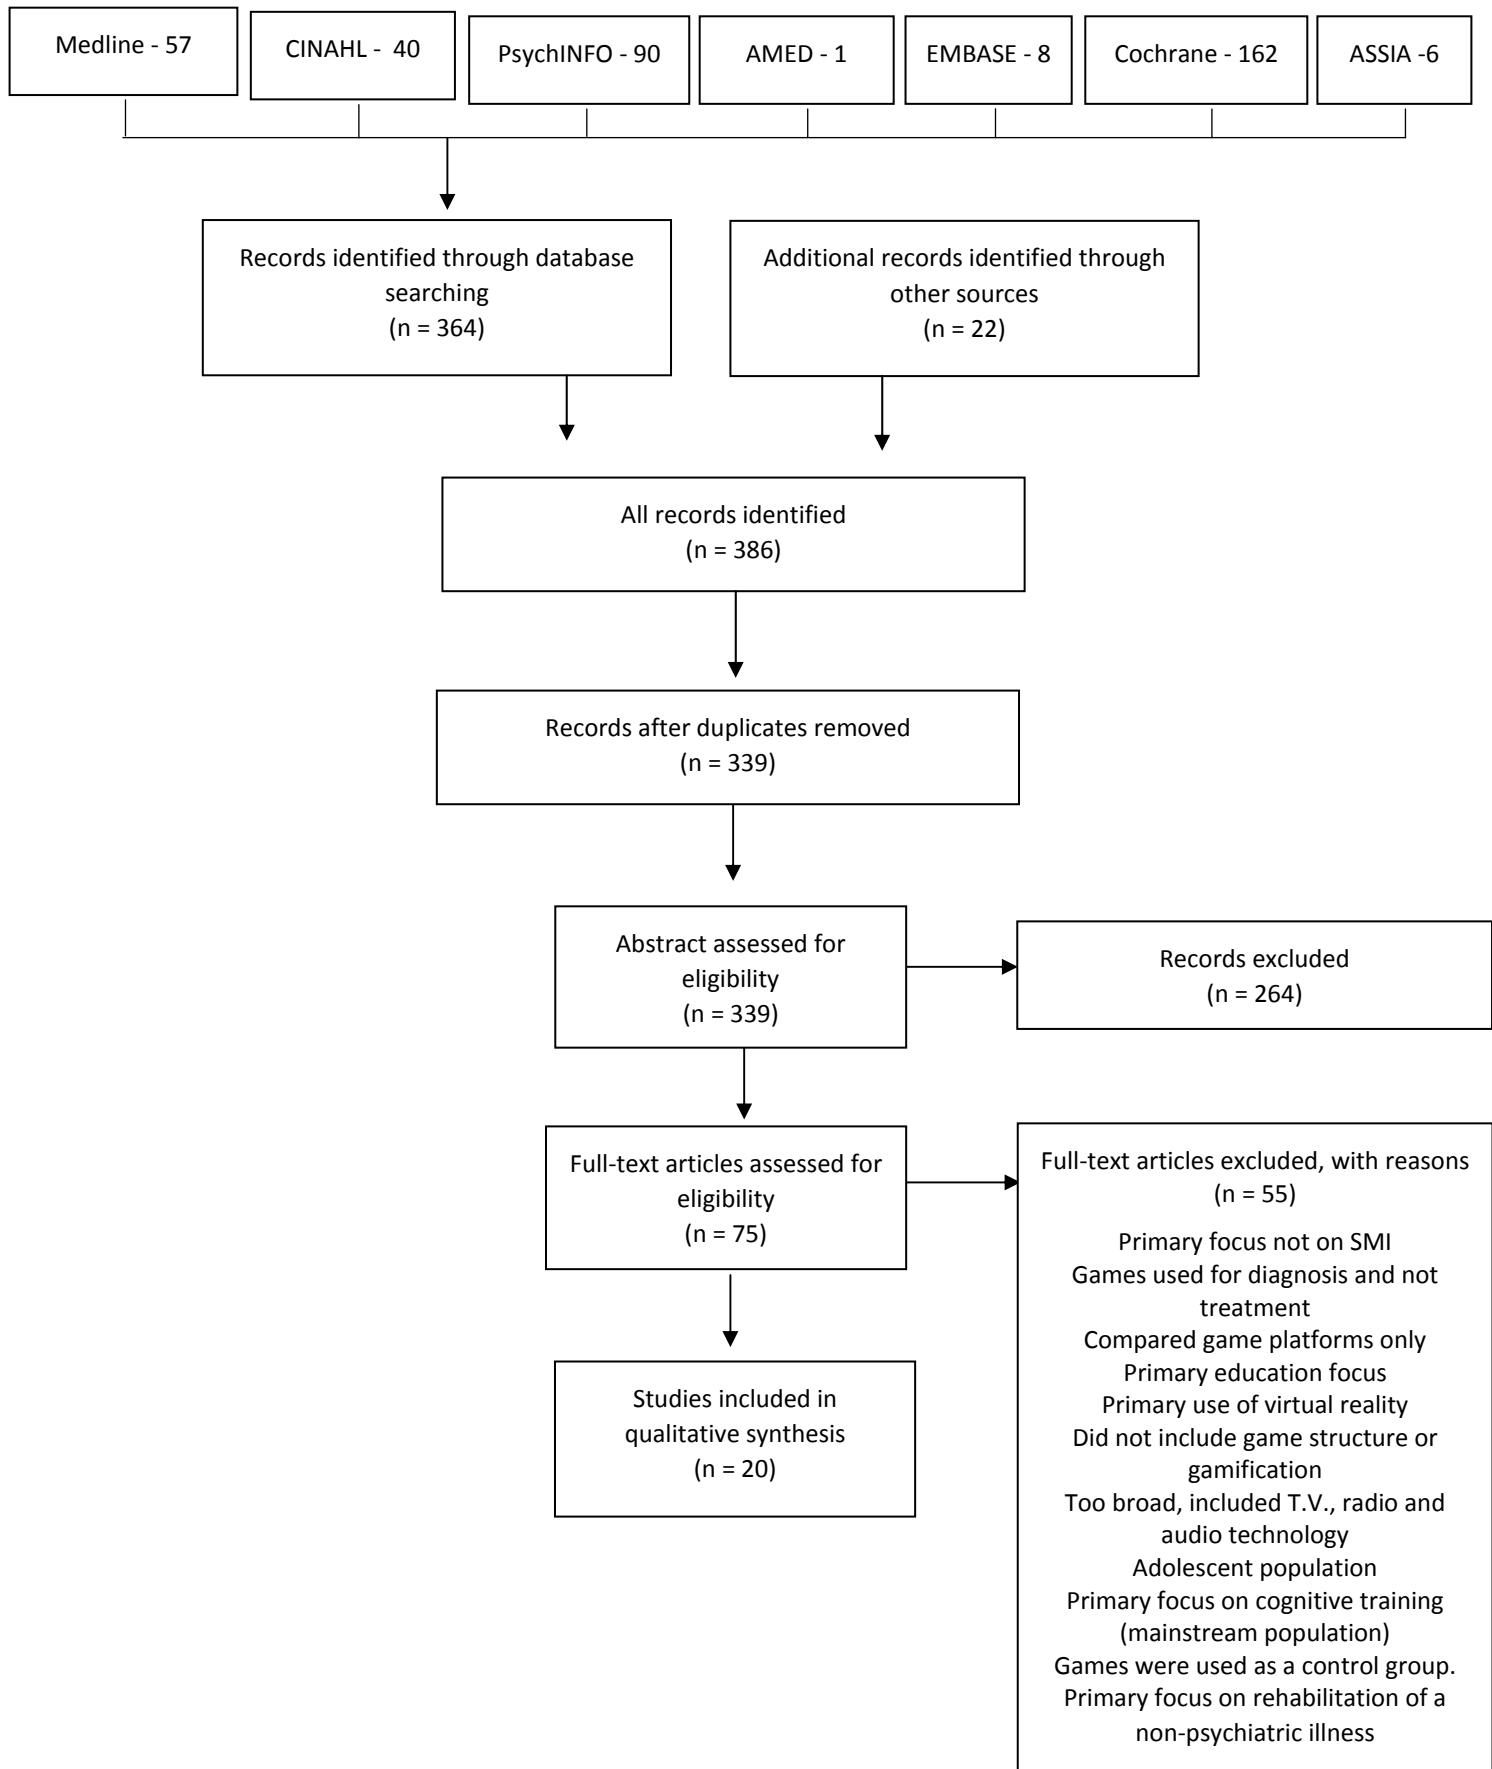 Medline - 57
CINAHL - 40
PsychINFO - 90
AMED - 1
EMBASE - 8
Cochrane - 162
ASSIA -6
Records identified through database
searching
(n = 364)
Additional records identified through
other sources
(n = 22)
All records identified
(n = 386)
Records after duplicates removed
(n = 339)
Abstract assessed for
eligibility
(n = 339)
Records excluded
(n = 264)
Full-text articles assessed for
eligibility
(n = 75)
Full-text articles excluded, with reasons
(n = 55)
Primary focus not on SMI
Games used for diagnosis and not
treatment
Compared game platforms only
Primary education focus
Primary use of virtual reality
Did not include game structure or
gamification
Too broad, included T.V., radio and
audio technology
Adolescent population
Primary focus on cognitive training
(mainstream population)
Games were used as a control group.
Primary focus on rehabilitation of a
non-psychiatric illness
Studies included in
qualitative synthesis
(n = 20)